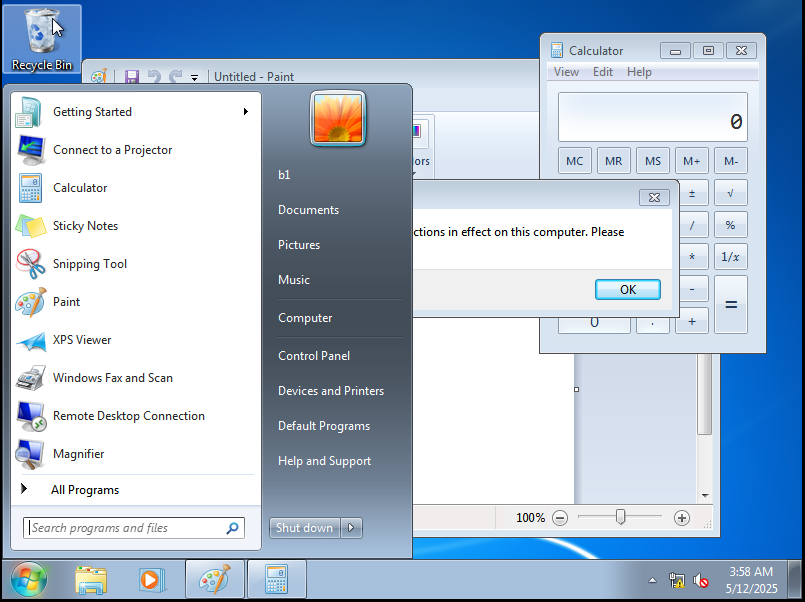 Recycle Bin
Untitled - Paint
Calculator
View Edit Help
0
MC MR MS M+ M-
± √
/ %
* 1/x
- =
0 . +
ors
ctions in effect on this computer. Please
OK
Getting Started
Connect to a Projector
Calculator
Sticky Notes
Snipping Tool
Paint
XPS Viewer
Windows Fax and Scan
Remote Desktop Connection
Magnifier
All Programs
Search programs and files
b1
Documents
Pictures
Music
Computer
Control Panel
Devices and Printers
Default Programs
Help and Support
Shut down
100%
3:58 AM
5/12/2025